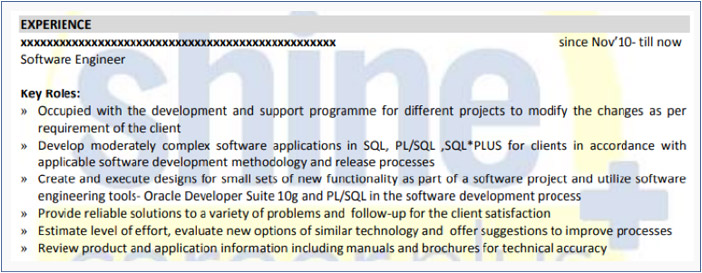 EXPERIENCE
xxxxxxxxxxxxxxxxxxxxxxxxxxxxxxxxxxxxxxxxxxxxxxxxx since Nov'10- till now
Software Engineer
Key Roles:
» Occupied with the development and support programme for different projects to modify the changes as per
requirement of the client
» Develop moderately complex software applications in SQL, PL/SQL ,SQL*PLUS for clients in accordance with
applicable software development methodology and release processes
» Create and execute designs for small sets of new functionality as part of a software project and utilize software
engineering tools- Oracle Developer Suite 10g and PL/SQL in the software development process
» Provide reliable solutions to a variety of problems and follow-up for the client satisfaction
» Estimate level of effort, evaluate new options of similar technology and offer suggestions to improve processes
» Review product and application information including manuals and brochures for technical accuracy
shine